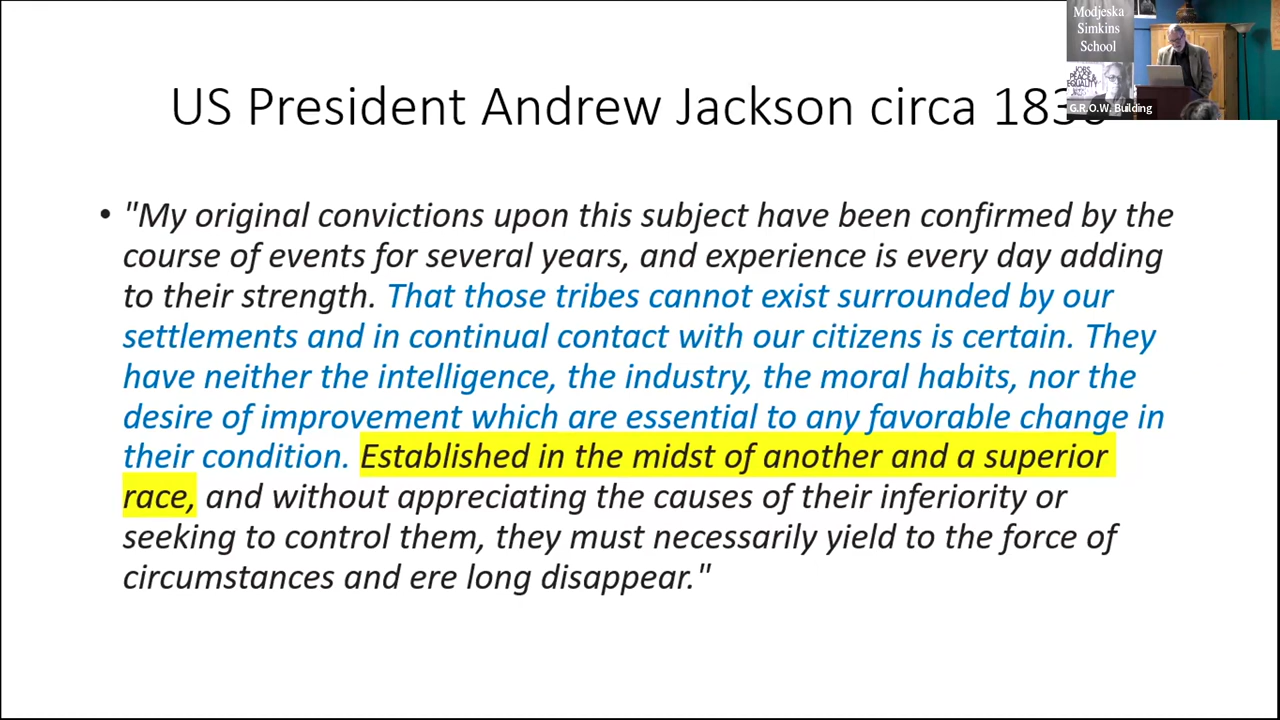 Modjeska
Simkins
School
JOBS
PEACE &
EQUALITY
G.R.O.W. Building
US President Andrew Jackson circa
• "My original convictions upon this subject have been confirmed by the
course of events for several years, and experience is every day adding
to their strength. That those tribes cannot exist surrounded by our
settlements and in continual contact with our citizens is certain. They
have neither the intelligence, the industry, the moral habits, nor the
desire of improvement which are essential to any favorable change in
their condition. Established in the midst of another and a superior
race, and without appreciating the causes of their inferiority or
seeking to control them, they must necessarily yield to the force of
circumstances and ere long disappear."